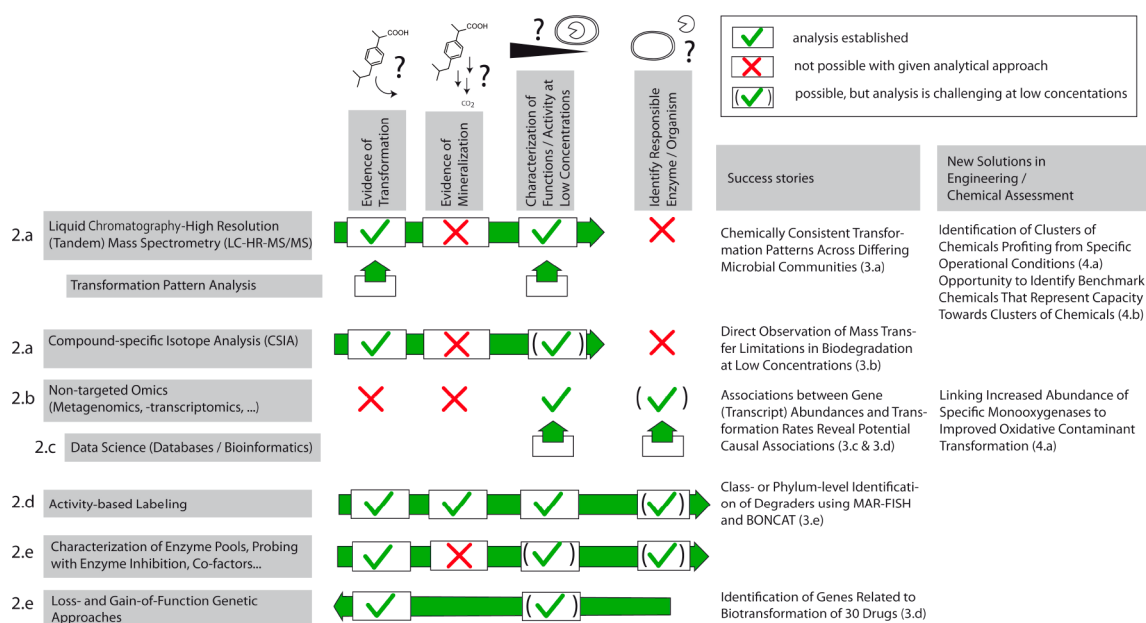 COOH
?
COOH
?
CO2
?
?
analysis established
not possible with given analytical approach
possible, but analysis is challenging at low concentations
Evidence of
Transformation
Evidence of
Mineralization
Characterization of
Functions / Activity at
Low Concentrations
Identify Responsible
Enzyme / Organism
Success stories
New Solutions in
Engineering /
Chemical Assessment
2.a
Liquid Chromatography-High Resolution
(Tandem) Mass Spectrometry (LC-HR-MS/MS)
Chemically Consistent Transfor-
mation Patterns Across Differing
Microbial Communities (3.a)
Identification of Clusters of
Chemicals Profiting from Specific
Operational Conditions (4.a)
Opportunity to Identify Benchmark
Chemicals That Represent Capacity
Towards Clusters of Chemicals (4.b)
Transformation Pattern Analysis
2.a
Compound-specific Isotope Analysis (CSIA)
Direct Observation of Mass Trans-
fer Limitations in Biodegradation
at Low Concentrations (3.b)
2.b
Non-targeted Omics
(Metagenomics, -transcriptomics, ...)
Associations between Gene
(Transcript) Abundances and Trans-
formation Rates Reveal Potential
Causal Associations (3.c & 3.d)
Linking Increased Abundance of
Specific Monooxygenases to
Improved Oxidative Contaminant
Transformation (4.a)
2.c
Data Science (Databases / Bioinformatics)
2.d
Activity-based Labeling
Class- or Phylum-level Identificati-
on of Degraders using MAR-FISH
and BONCAT (3.e)
2.e
Characterization of Enzyme Pools, Probing
with Enzyme Inhibition, Co-factors...
2.e
Loss- and Gain-of-Function Genetic
Approaches
Identification of Genes Related to
Biotransformation of 30 Drugs (3.d)